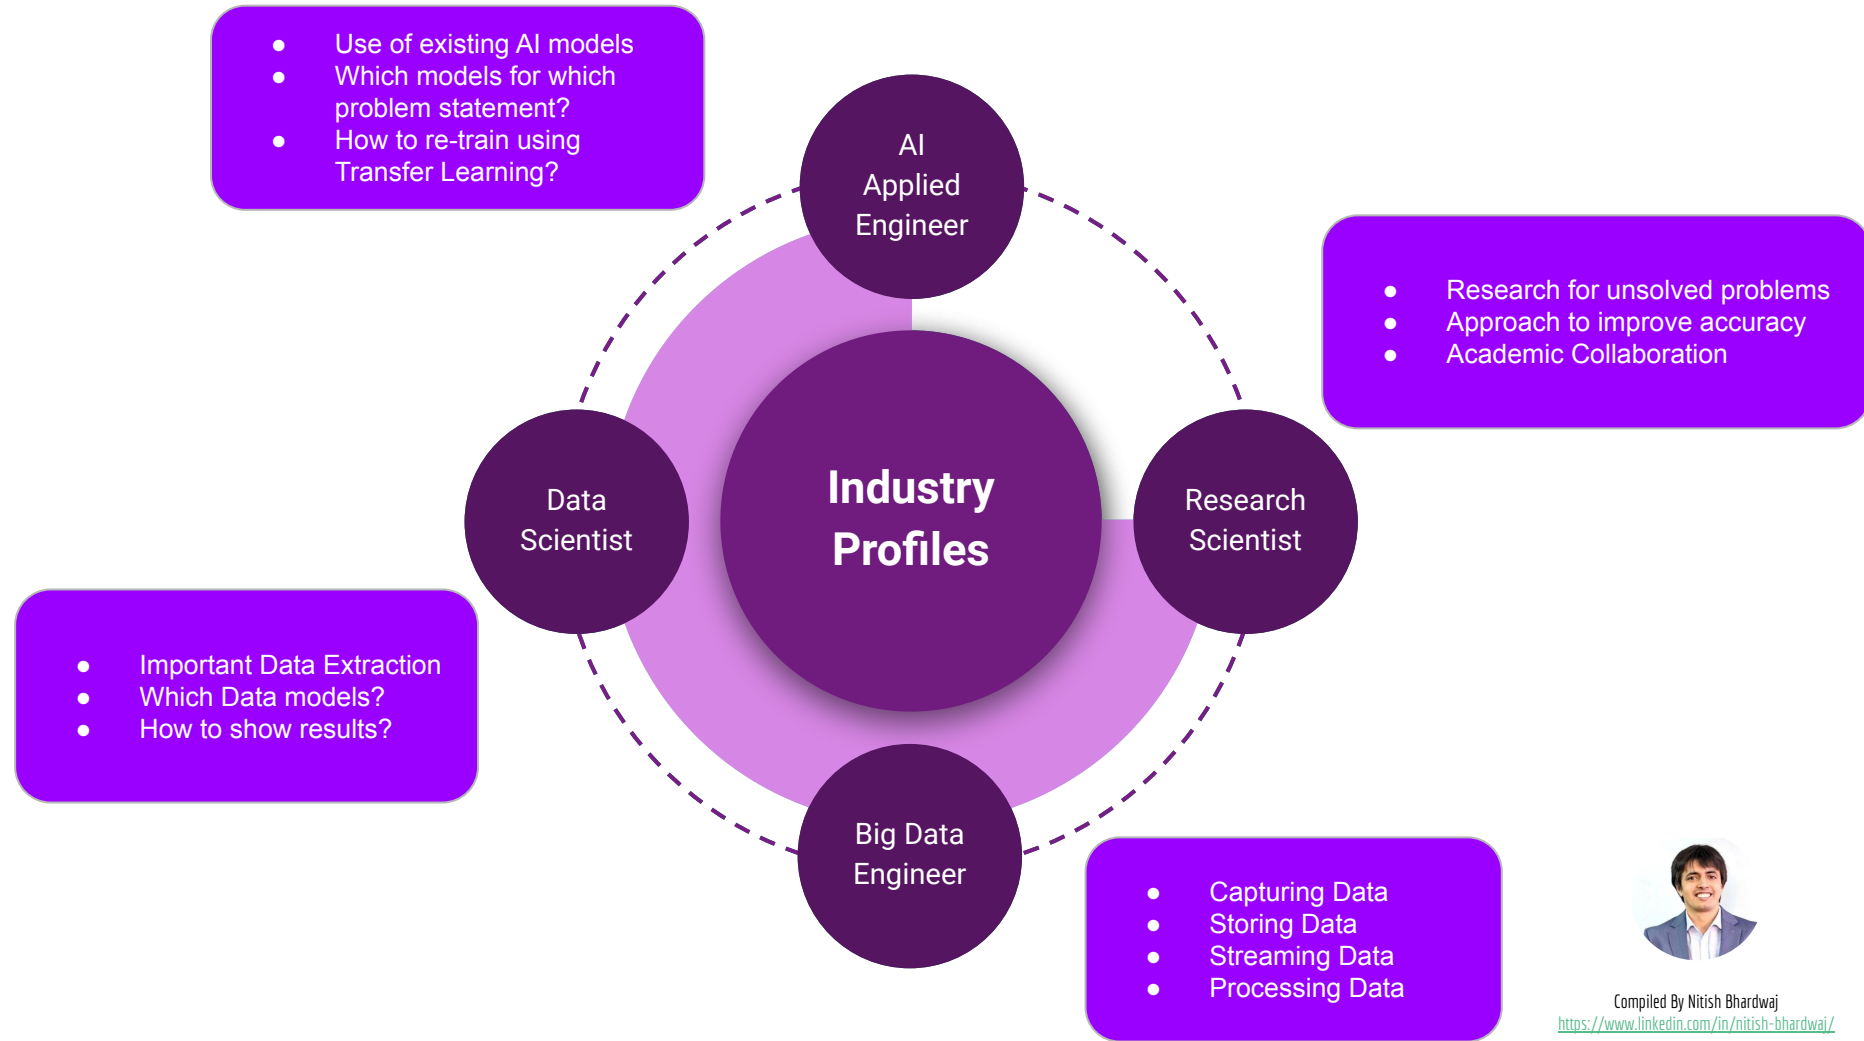 ● Use of existing AI models
● Which models for which
problem statement?
● How to re-train using
Transfer Learning?
AI
Applied
Engineer
● Research for unsolved problems
● Approach to improve accuracy
● Academic Collaboration
Industry
Profiles
Data
Scientist
Research
Scientist
● Important Data Extraction
● Which Data models?
● How to show results?
Big Data
Engineer
● Capturing Data
● Storing Data
● Streaming Data
● Processing Data
Compiled By Nitish Bhardwaj
https://www.linkedin.com/in/nitish-bhardwaj/